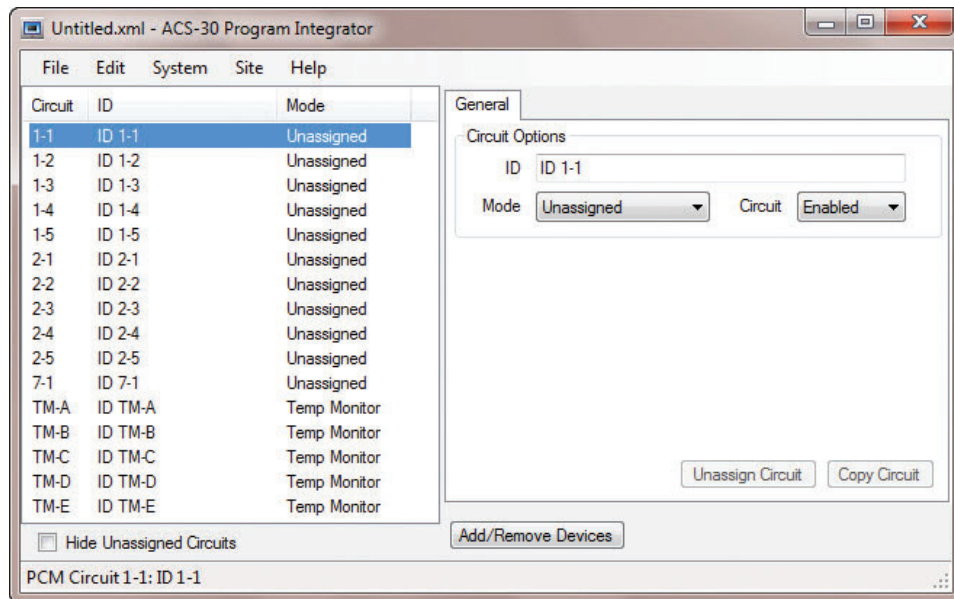 Untitled.xml - ACS-30 Program Integrator
File Edit System Site Help
Circuit ID Mode
1-1 ID 1-1 Unassigned
1-2 ID 1-2 Unassigned
1-3 ID 1-3 Unassigned
1-4 ID 1-4 Unassigned
1-5 ID 1-5 Unassigned
2-1 ID 2-1 Unassigned
2-2 ID 2-2 Unassigned
2-3 ID 2-3 Unassigned
2-4 ID 2-4 Unassigned
2-5 ID 2-5 Unassigned
7-1 ID 7-1 Unassigned
TM-A ID TM-A Temp Monitor
TM-B ID TM-B Temp Monitor
TM-C ID TM-C Temp Monitor
TM-D ID TM-D Temp Monitor
TM-E ID TM-E Temp Monitor
Hide Unassigned Circuits
General
Circuit Options
ID ID 1-1
Mode Unassigned Circuit Enabled
Unassign Circuit Copy Circuit
Add/Remove Devices
PCM Circuit 1-1: ID 1-1